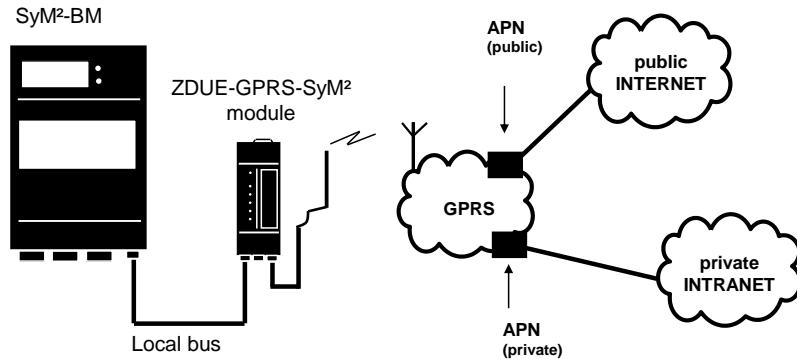 SyM²-BM
ZDUE-GPRS-SyM²
module
Local bus
APN
(public)
public
INTERNET
GPRS
private
INTRANET
APN
(private)